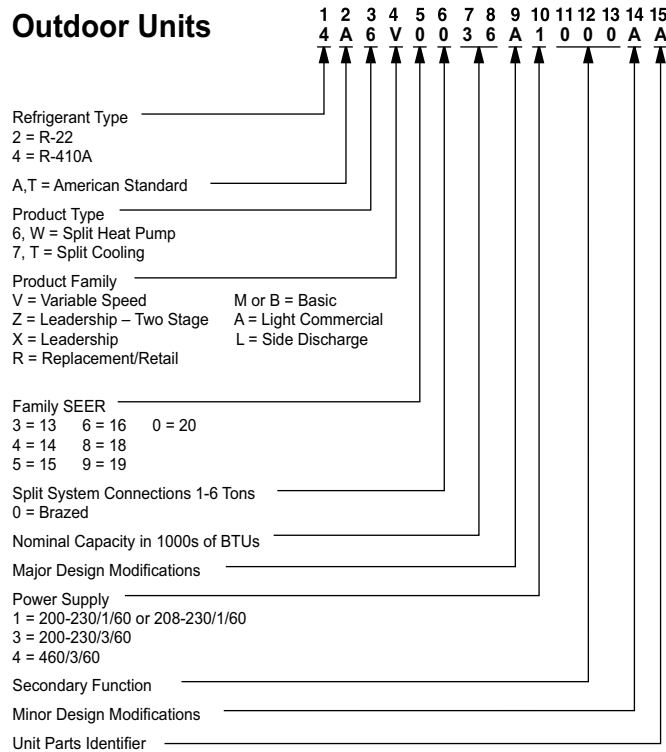 Outdoor Units
1 2 3 4 5 6 7 8 9 10 11 12 13 14 15
4 A 6 V 0 0 3 6 A 1 0 0 0 A A
Refrigerant Type
2 = R-22
4 = R-410A
A,T = American Standard
Product Type
6, W = Split Heat Pump
7, T = Split Cooling
Product Family
V = Variable Speed M or B = Basic
Z = Leadership – Two Stage A = Light Commercial
X = Leadership L = Side Discharge
R = Replacement/Retail
Family SEER
3 = 13 6 = 16 0 = 20
4 = 14 8 = 18
5 = 15 9 = 19
Split System Connections 1-6 Tons
0 = Brazed
Nominal Capacity in 1000s of BTUs
Major Design Modifications
Power Supply
1 = 200-230/1/60 or 208-230/1/60
3 = 200-230/3/60
4 = 460/3/60
Secondary Function
Minor Design Modifications
Unit Parts Identifier